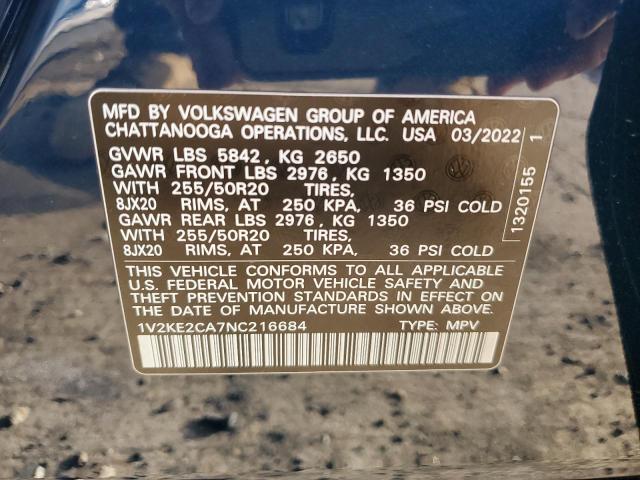 MFD BY VOLKSWAGEN GROUP OF AMERICA
CHATTANOOGA OPERATIONS, LLC. USA 03/2022
GVWR LBS 5842, KG 2650
GAWR FRONT LBS 2976, KG 1350
WITH 255/50R20 TIRES,
8JX20 RIMS, AT 250 KPA, 36 PSI COLD
GAWR REAR LBS 2976, KG 1350
WITH 255/50R20 TIRES,
8JX20 RIMS, AT 250 KPA, 36 PSI COLD
THIS VEHICLE CONFORMS TO ALL APPLICABLE
U.S. FEDERAL MOTOR VEHICLE SAFETY AND
THEFT PREVENTION STANDARDS IN EFFECT ON
THE DATE OF MANUFACTURE SHOWN ABOVE.
1V2KE2CA7NC216684 TYPE: MPV
1320155 1